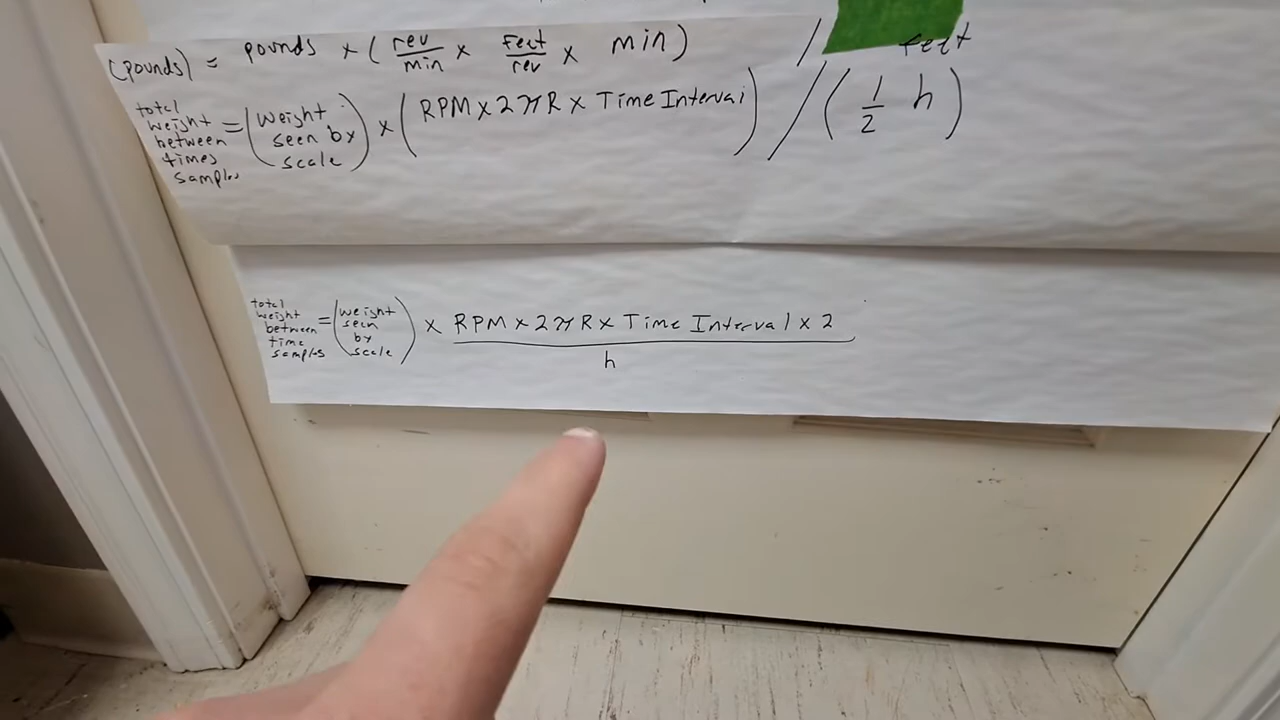 (pounds) = pounds x ( rev/min x feet/rev x min ) / feet
total weight between times samples = (weight seen by scale) x (RPM x 2πR x Time Interval) / (1/2 h)
total weight between time samples = (weight seen by scale) x RPM x 2πR x Time Interval x 2
h